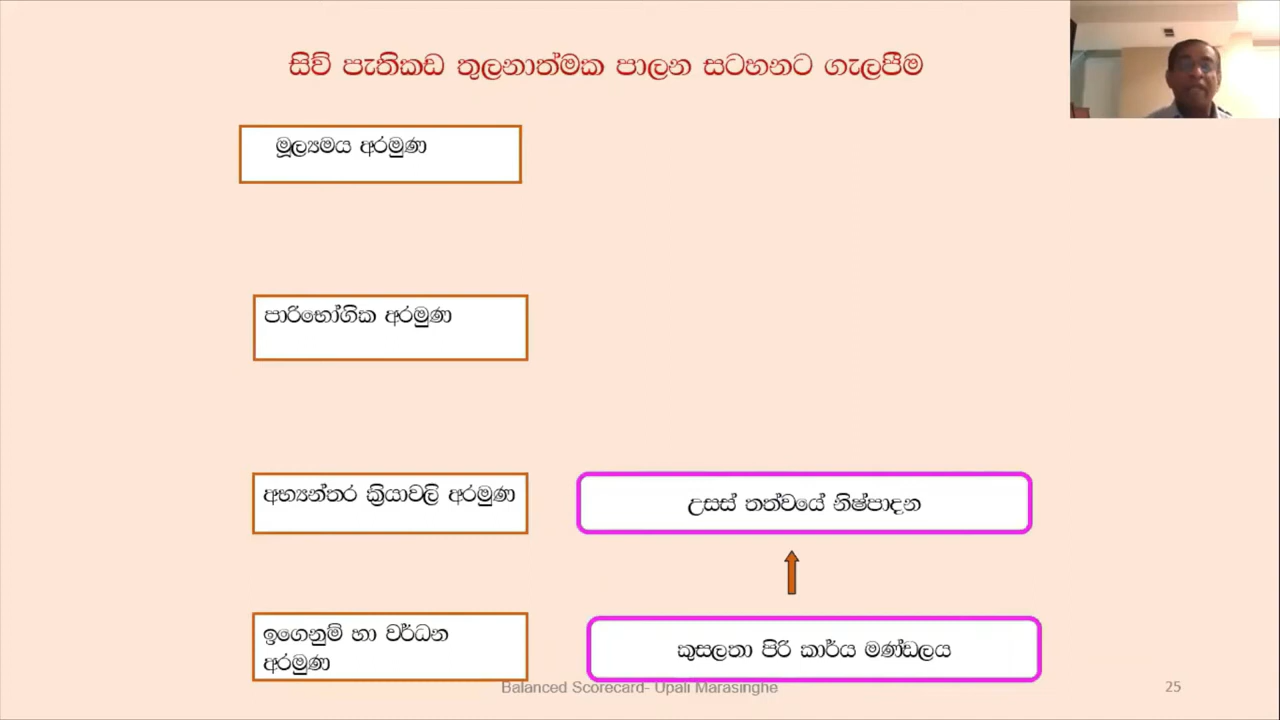 සිව් පැතිකඩ තුලනාත්මක පාලන සටහනට ගැලපීම
මූල්‍යමය අරමුණ
පාරිභෝගික අරමුණ
අභ්‍යන්තර ක්‍රියාවලි අරමුණ
උසස් තත්වයේ නිෂ්පාදන
ඉගෙනුම් හා වර්ධන
අරමුණ
කුසලතා පිරි කාර්ය මණ්ඩලය
Balanced Scorecard- Upali Marasinghe
25